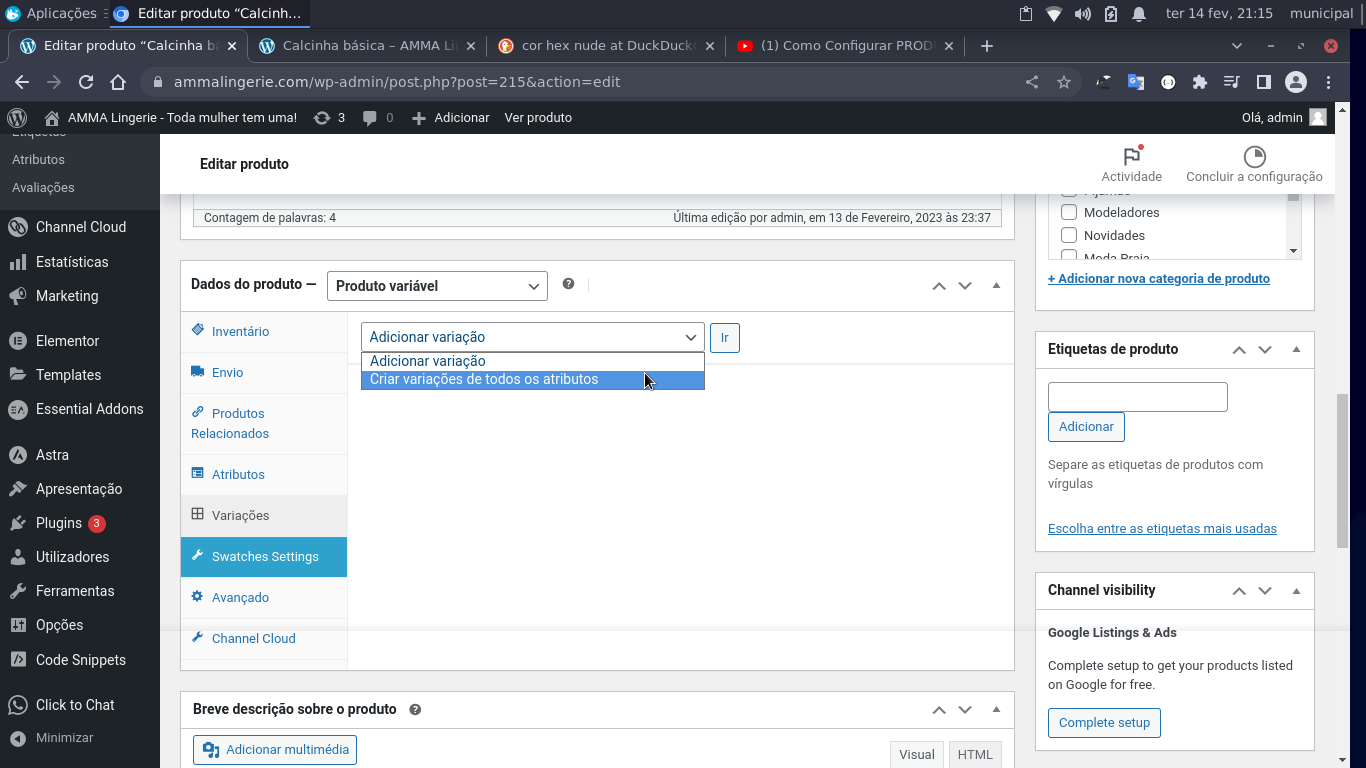 Aplicações
Editar produto “Calcinh…
ter 14 fev, 21:15
municipal
Editar produto “Calcinha b
Calcinha básica – AMMA Li
cor hex nude at DuckDuck
(1) Como Configurar PROD
ammalingerie.com/wp-admin/post.php?post=215&action=edit
AMMA Lingerie - Toda mulher tem uma!
3
0
Adicionar
Ver produto
Olá, admin
Etiquetas
Atributos
Avaliações
Channel Cloud
Estatísticas
Marketing
Elementor
Templates
Essential Addons
Astra
Apresentação
Plugins 3
Utilizadores
Ferramentas
Opções
Code Snippets
Click to Chat
Minimizar
Editar produto
Actividade
Concluir a configuração
Contagem de palavras: 4
Última edição por admin, em 13 de Fevereiro, 2023 às 23:37
Dados do produto —
Produto variável
Inventário
Envio
Produtos
Relacionados
Atributos
Variações
Swatches Settings
Avançado
Channel Cloud
Adicionar variação
Ir
Adicionar variação
Criar variações de todos os atributos
Breve descrição sobre o produto
Adicionar multimédia
Visual
HTML
Modeladores
Novidades
Moda Praia
+ Adicionar nova categoria de produto
Etiquetas de produto
Adicionar
Separe as etiquetas de produtos com
vírgulas
Escolha entre as etiquetas mais usadas
Channel visibility
Google Listings & Ads
Complete setup to get your products listed
on Google for free.
Complete setup